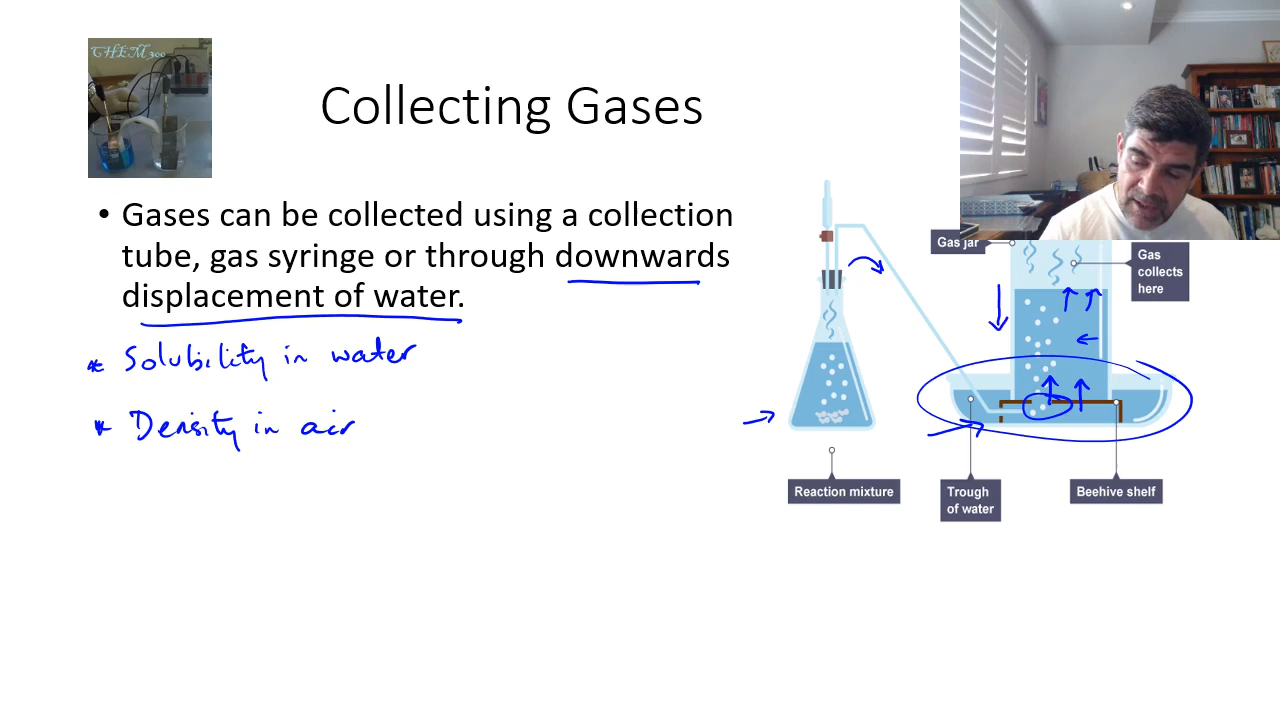 CHEM 300
Collecting Gases
• Gases can be collected using a collection
tube, gas syringe or through downwards
displacement of water.
* Solubility in water
* Density in air
Gas jar
Gas
collects
here
Reaction mixture
Trough
of water
Beehive shelf